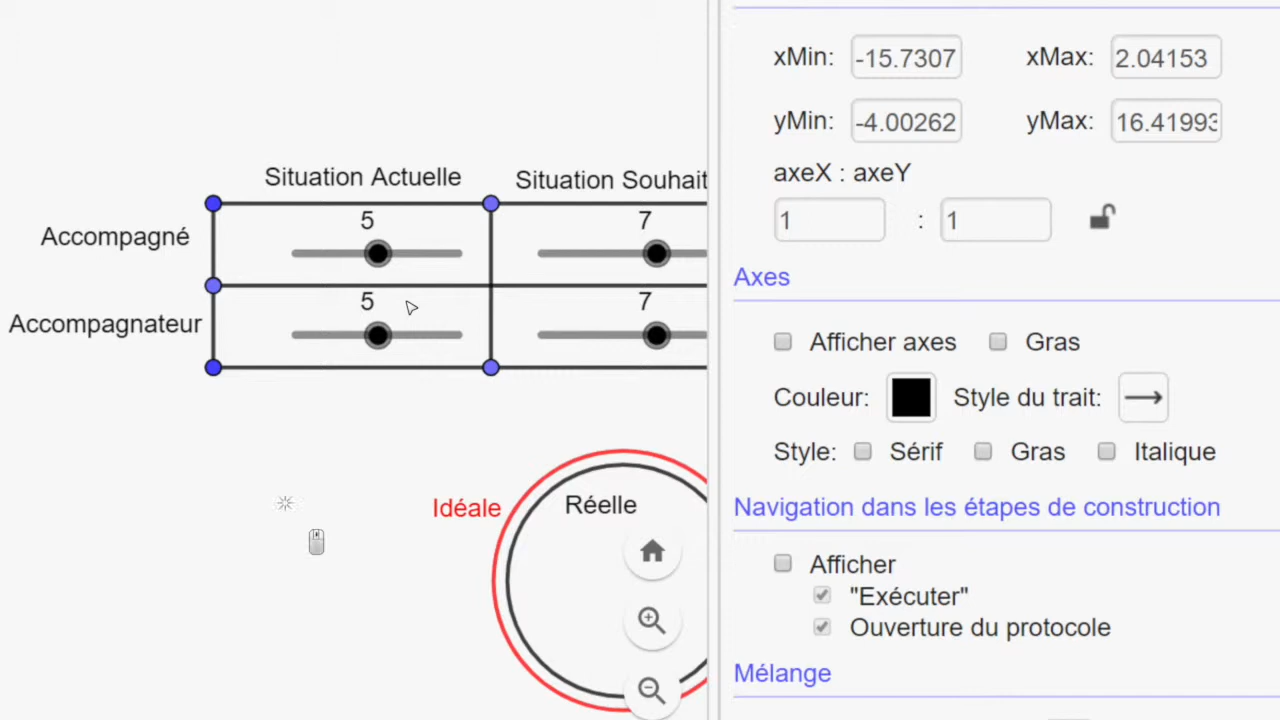 Situation Actuelle
Situation Souhait
Accompagné
5
7
Accompagnateur
5
7
Idéale
Réelle
xMin: -15.7307 xMax: 2.04153
yMin: -4.00262 yMax: 16.41993
axeX : axeY
1 : 1
Axes
Afficher axes Gras
Couleur: Style du trait:
Style: Sérif Gras Italique
Navigation dans les étapes de construction
Afficher
"Exécuter"
Ouverture du protocole
Mélange